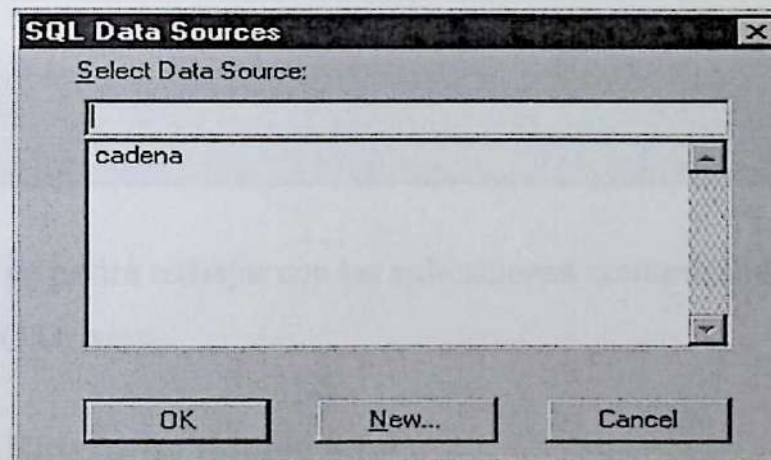 SQL Data Sources
Select Data Source:
cadena
OK
New...
Cancel